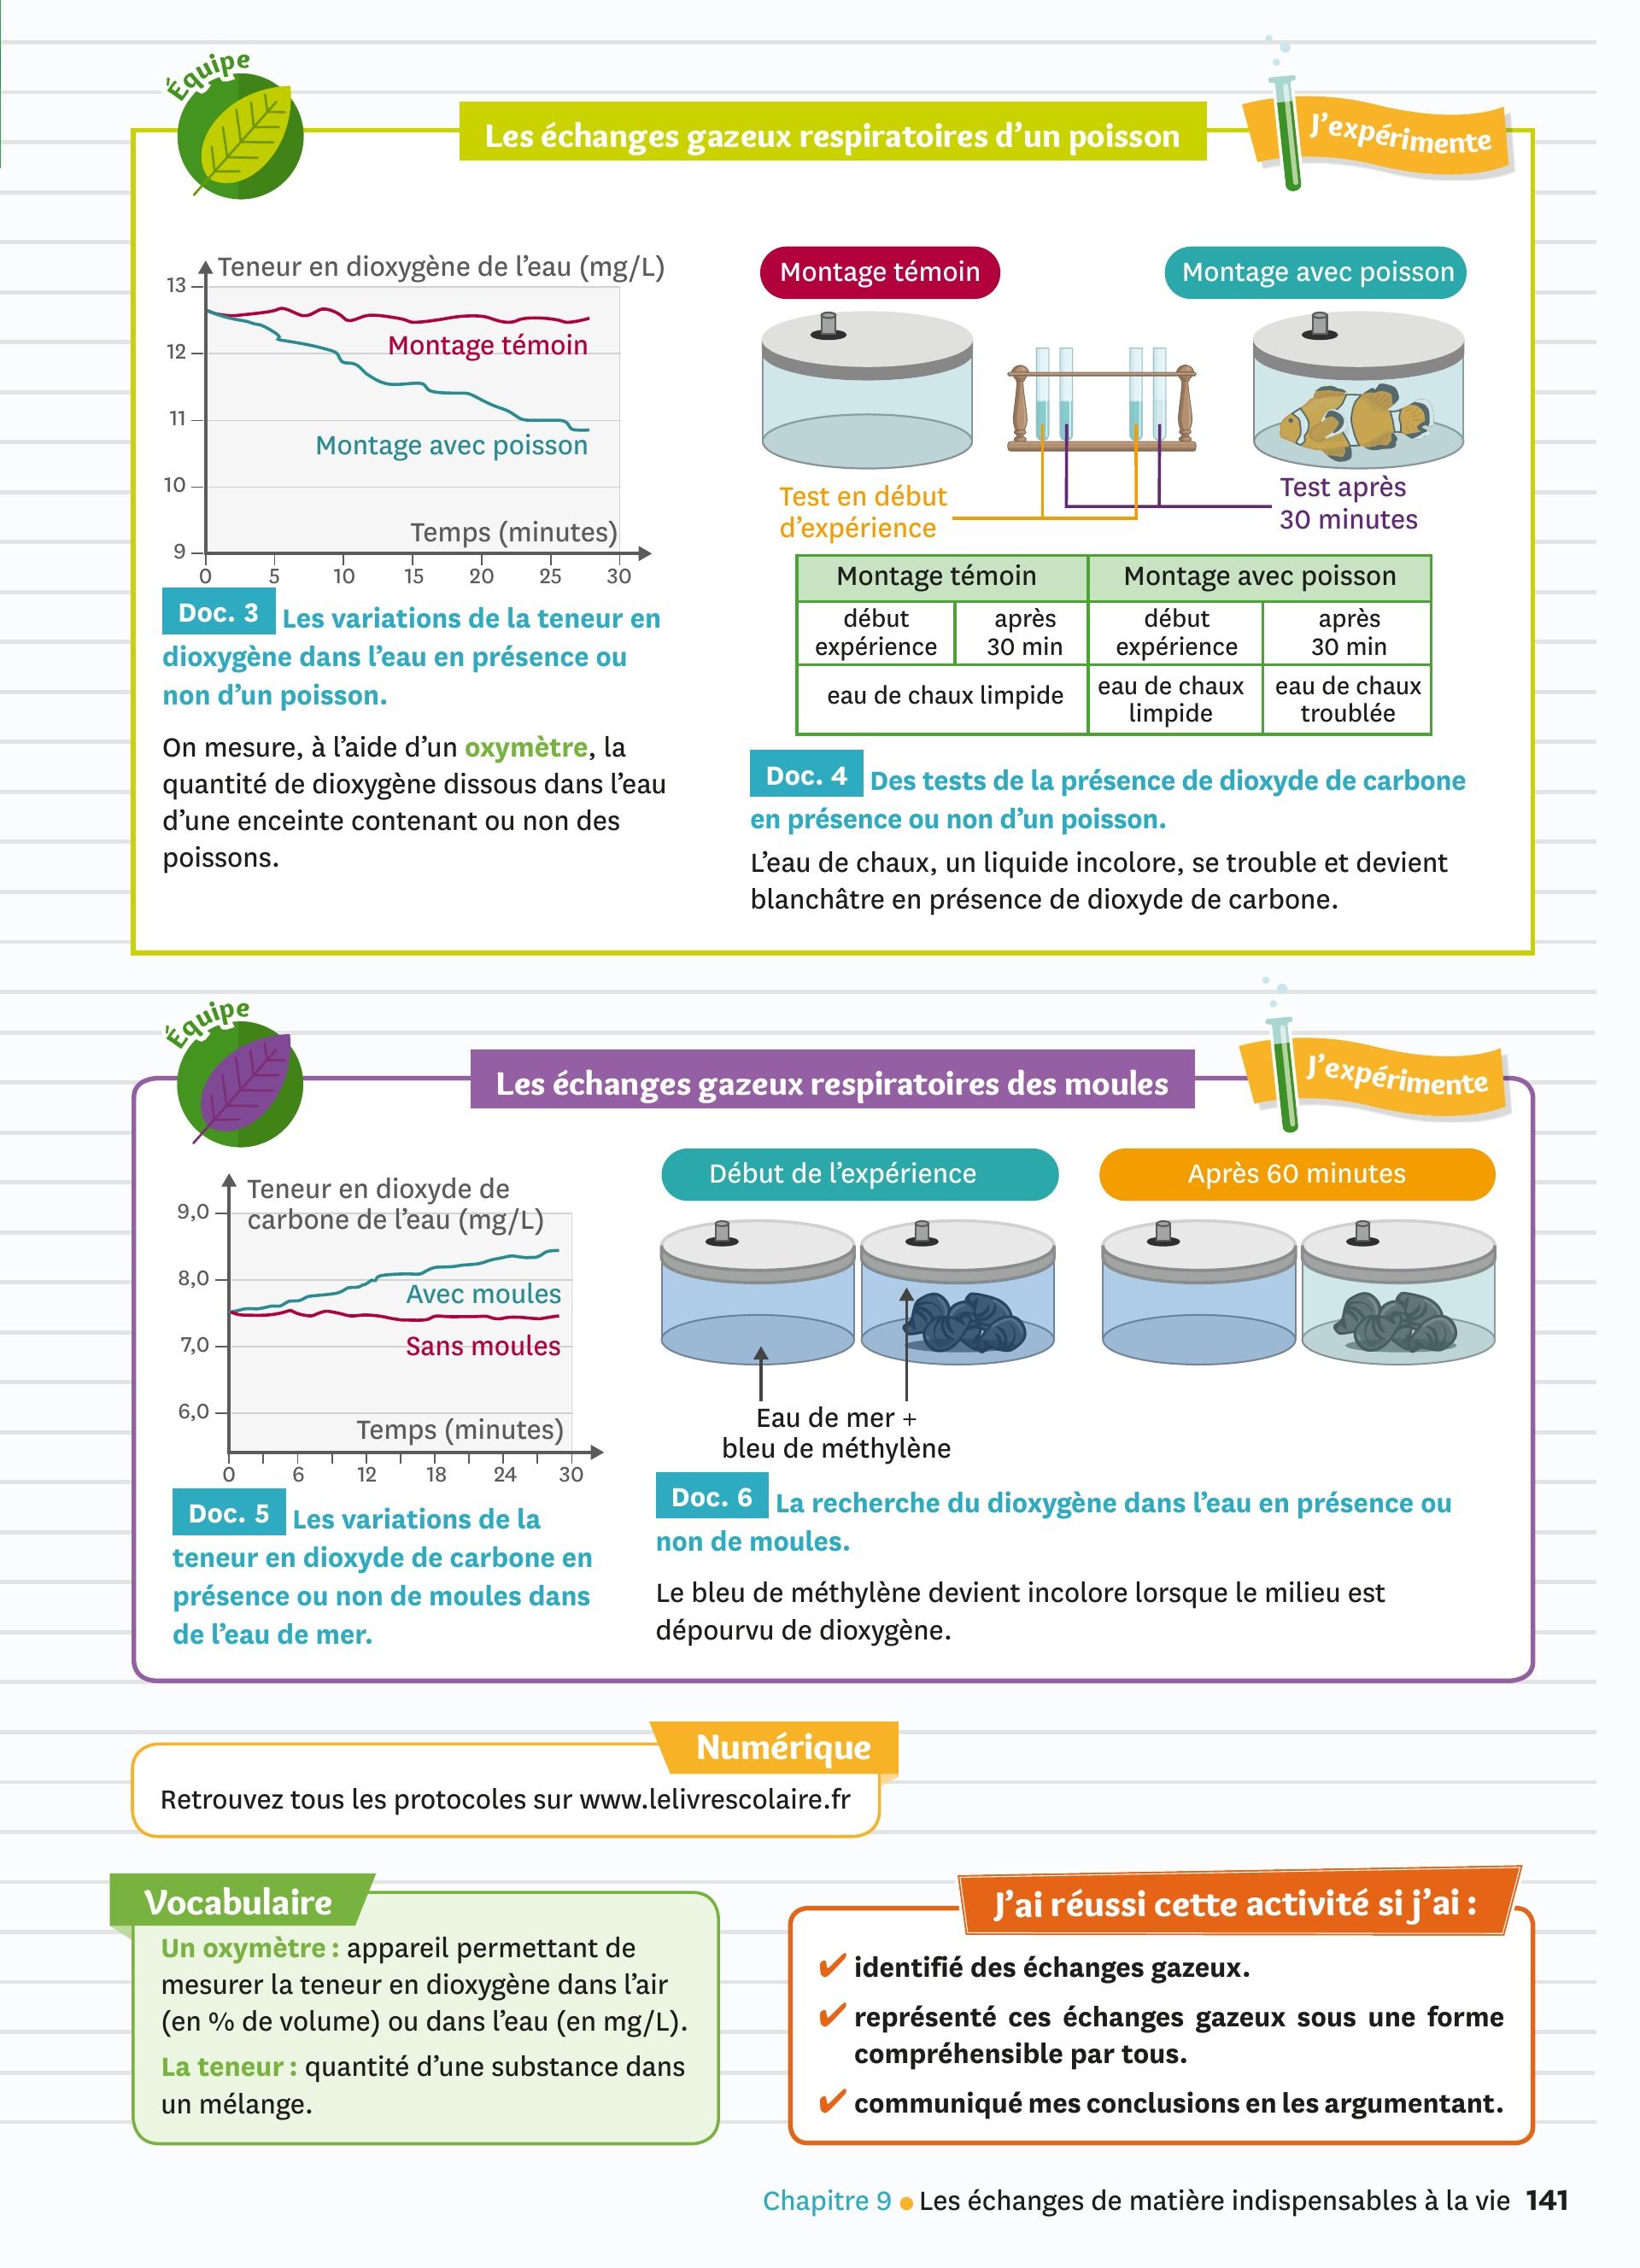 Équipe
Les échanges gazeux respiratoires d’un poisson
J’expérimente
Teneur en dioxygène de l’eau (mg/L)
13
12
11
10
9
Montage témoin
Montage avec poisson
Temps (minutes)
0 5 10 15 20 25 30
Doc. 3 Les variations de la teneur en
dioxygène dans l’eau en présence ou
non d’un poisson.
On mesure, à l’aide d’un oxymètre, la
quantité de dioxygène dissous dans l’eau
d’une enceinte contenant ou non des
poissons.
Montage témoin
Montage avec poisson
Test en début
d’expérience
Test après
30 minutes
Montage témoin Montage avec poisson
début
expérience
après
30 min
début
expérience
après
30 min
eau de chaux limpide
eau de chaux
limpide
eau de chaux
troublée
Doc. 4 Des tests de la présence de dioxyde de carbone
en présence ou non d’un poisson.
L’eau de chaux, un liquide incolore, se trouble et devient
blanchâtre en présence de dioxyde de carbone.
Équipe
Les échanges gazeux respiratoires des moules
J’expérimente
Teneur en dioxyde de
carbone de l’eau (mg/L)
9,0
8,0
7,0
6,0
Avec moules
Sans moules
Temps (minutes)
0 6 12 18 24 30
Doc. 5 Les variations de la
teneur en dioxyde de carbone en
présence ou non de moules dans
de l’eau de mer.
Début de l’expérience
Après 60 minutes
Eau de mer +
bleu de méthylène
Doc. 6 La recherche du dioxygène dans l’eau en présence ou
non de moules.
Le bleu de méthylène devient incolore lorsque le milieu est
dépourvu de dioxygène.
Numérique
Retrouvez tous les protocoles sur www.lelivrescolaire.fr
Vocabulaire
Un oxymètre : appareil permettant de
mesurer la teneur en dioxygène dans l’air
(en % de volume) ou dans l’eau (en mg/L).
La teneur : quantité d’une substance dans
un mélange.
J’ai réussi cette activité si j’ai :
✔ identifié des échanges gazeux.
✔ représenté ces échanges gazeux sous une forme
compréhensible par tous.
✔ communiqué mes conclusions en les argumentant.
Chapitre 9 • Les échanges de matière indispensables à la vie 141